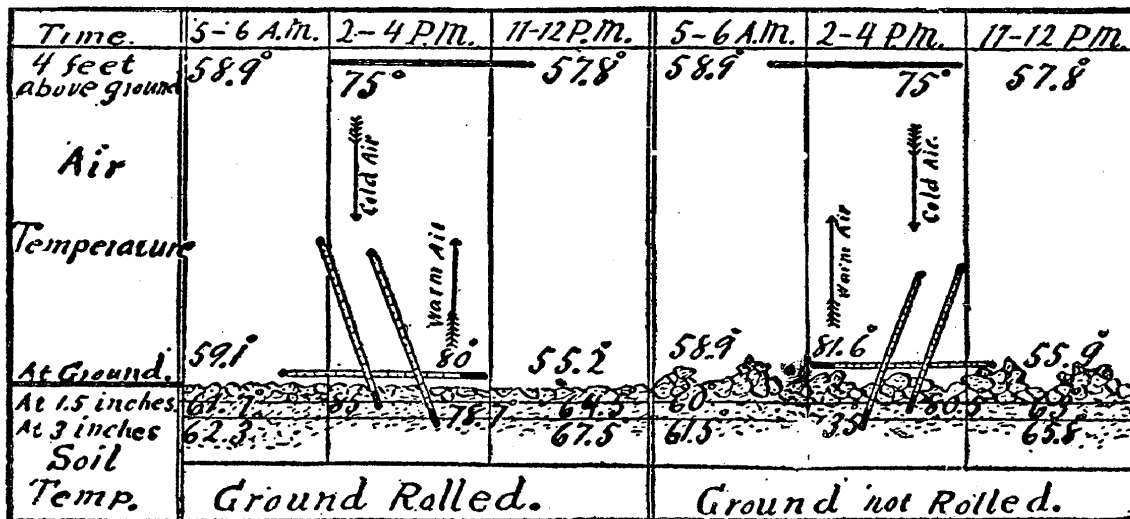 Time. 5-6 A.M. 2-4 P.M. 11-12 P.M. 5-6 A.M. 2-4 P.M. 11-12 P.M.
4 feet above ground 58.9° 75° 57.8° 58.9° 75° 57.8°
Air
Cold Air
Cold Air.
Temperature
Warm Air
Warm Air
At Ground. 59.1° 80° 55.2° 58.9° 81.6° 55.9°
At 1.5 inches 61.7° 85 64.5° 60 80.5
At 3 inches 62.3 78.7° 67.5° 61.5 65.8°
Soil
Temp. Ground Rolled. Ground not Rolled.